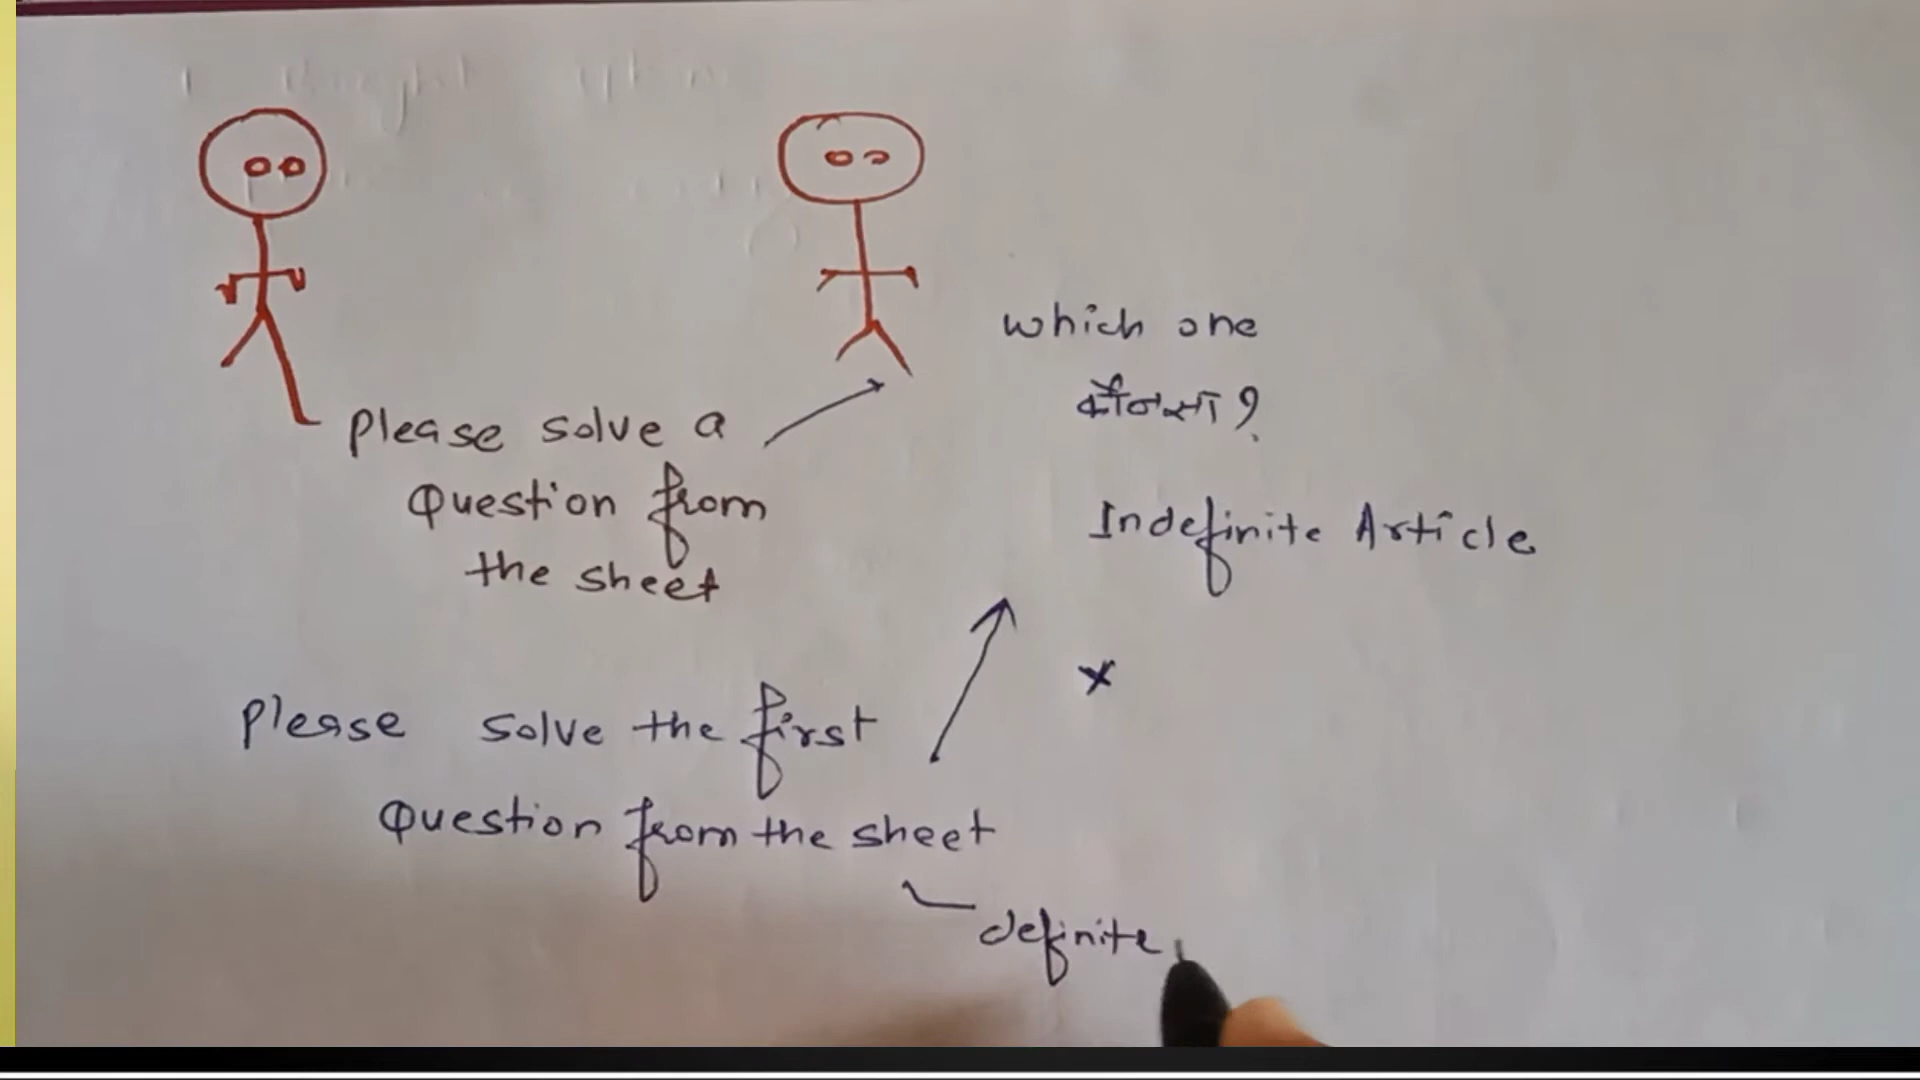 which one
कौनसा?
Please solve a
Question from
the sheet
Indefinite Article
x
Please solve the first
Question from the sheet
definite